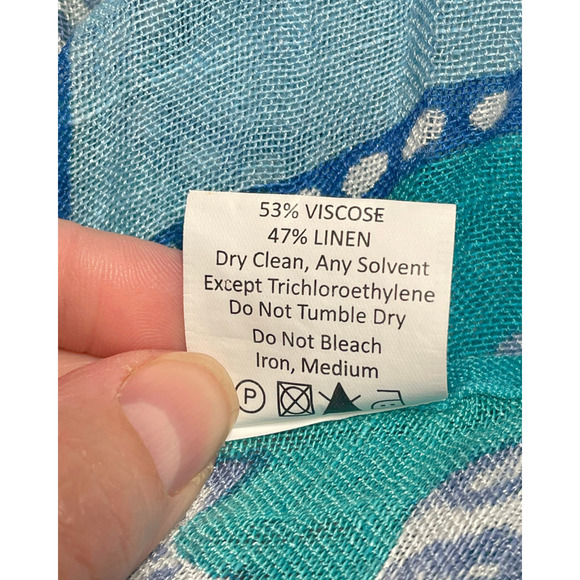 53% VISCOSE
47% LINEN
Dry Clean, Any Solvent
Except Trichloroethylene
Do Not Tumble Dry
Do Not Bleach
Iron, Medium
P